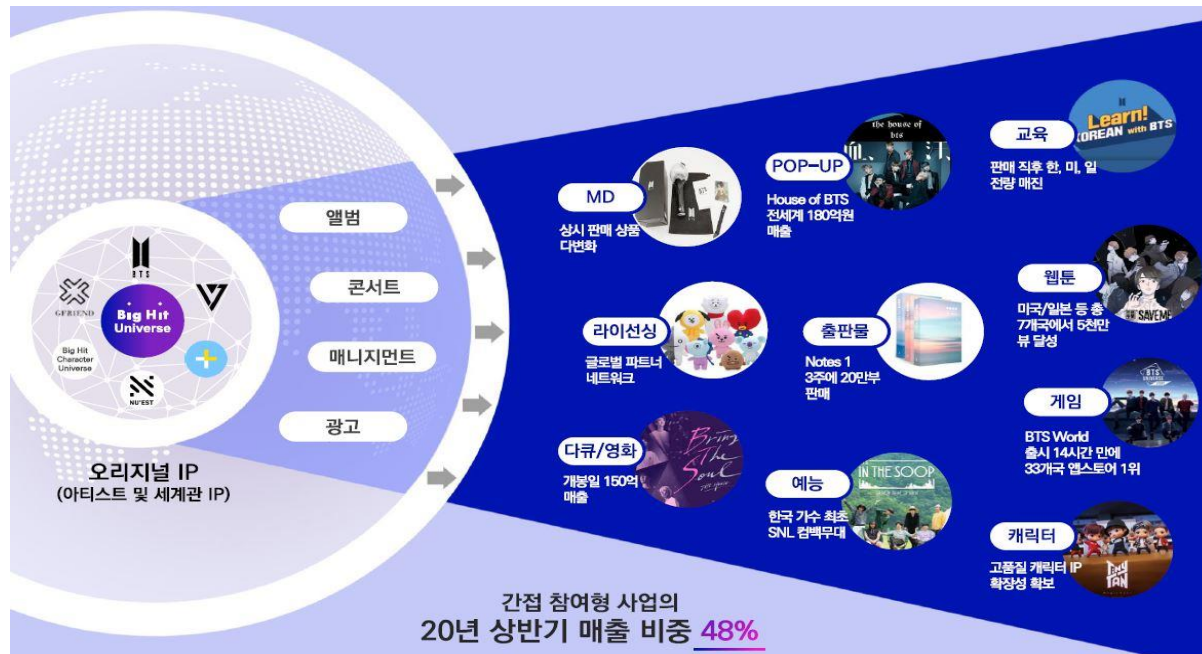 BTS
GFRIEND
Big Hit
Universe
Big Hit
Character
Universe
NU'EST
오리지널 IP
(아티스트 및 세계관 IP)
앨범
콘서트
매니지먼트
광고
MD
상시 판매 상품
다변화
BTS
POP-UP
House of BTS
전세계 180억원
매출
the house of
bts
血、汗、
교육
판매 직후 한, 미, 일
전량 매진
Learn!
KOREAN with BTS
라이선싱
글로벌 파트너
네트워크
출판물
Notes 1
3주에 20만부
판매
웹툰
미국/일본 등 총
7개국에서 5천만
뷰 달성
SAVE ME
다큐/영화
개봉일 150억
매출
Bring
The
Soul
예능
한국 가수 최초
SNL 컴백무대
IN THE SOOP
게임
BTS World
출시 14시간 만에
33개국 앱스토어 1위
BTS
UNIVERSE
캐릭터
고품질 캐릭터 IP
확장성 확보
TINY
TAN
간접 참여형 사업의
20년 상반기 매출 비중 48%